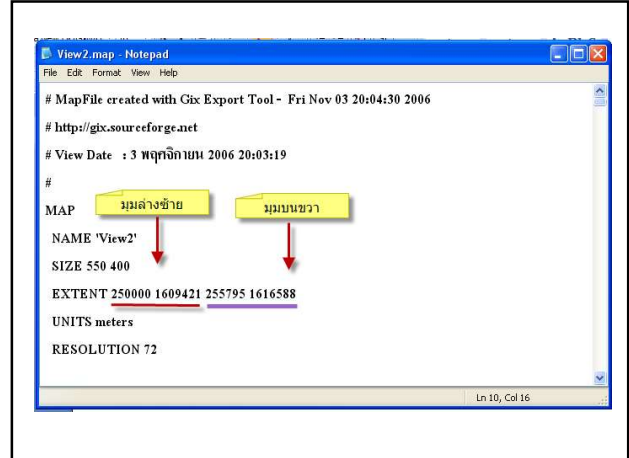 View2.map - Notepad
File Edit Format View Help
# MapFile created with Gix Export Tool - Fri Nov 03 20:04:30 2006
# http://gix.sourceforge.net
# View Date : 3 พฤศจิกายน 2006 20:03:19
#
MAP
มุมล่างซ้าย
มุมบนขวา
NAME 'View2'
SIZE 550 400
EXTENT 250000 1609421 255795 1616588
UNITS meters
RESOLUTION 72
Ln 10, Col 16